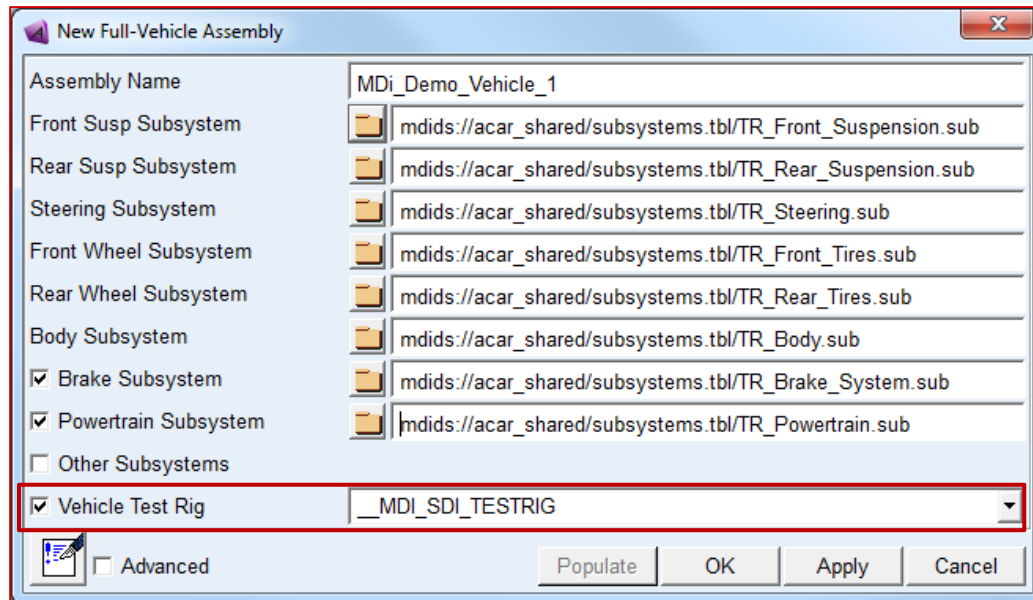 New Full-Vehicle Assembly
Assembly Name MDi_Demo_Vehicle_1
Front Susp Subsystem mdids://acar_shared/subsystems.tbl/TR_Front_Suspension.sub
Rear Susp Subsystem mdids://acar_shared/subsystems.tbl/TR_Rear_Suspension.sub
Steering Subsystem mdids://acar_shared/subsystems.tbl/TR_Steering.sub
Front Wheel Subsystem mdids://acar_shared/subsystems.tbl/TR_Front_Tires.sub
Rear Wheel Subsystem mdids://acar_shared/subsystems.tbl/TR_Rear_Tires.sub
Body Subsystem mdids://acar_shared/subsystems.tbl/TR_Body.sub
Brake Subsystem mdids://acar_shared/subsystems.tbl/TR_Brake_System.sub
Powertrain Subsystem mdids://acar_shared/subsystems.tbl/TR_Powertrain.sub
Other Subsystems
Vehicle Test Rig __MDI_SDI_TESTRIG
Advanced Populate OK Apply Cancel